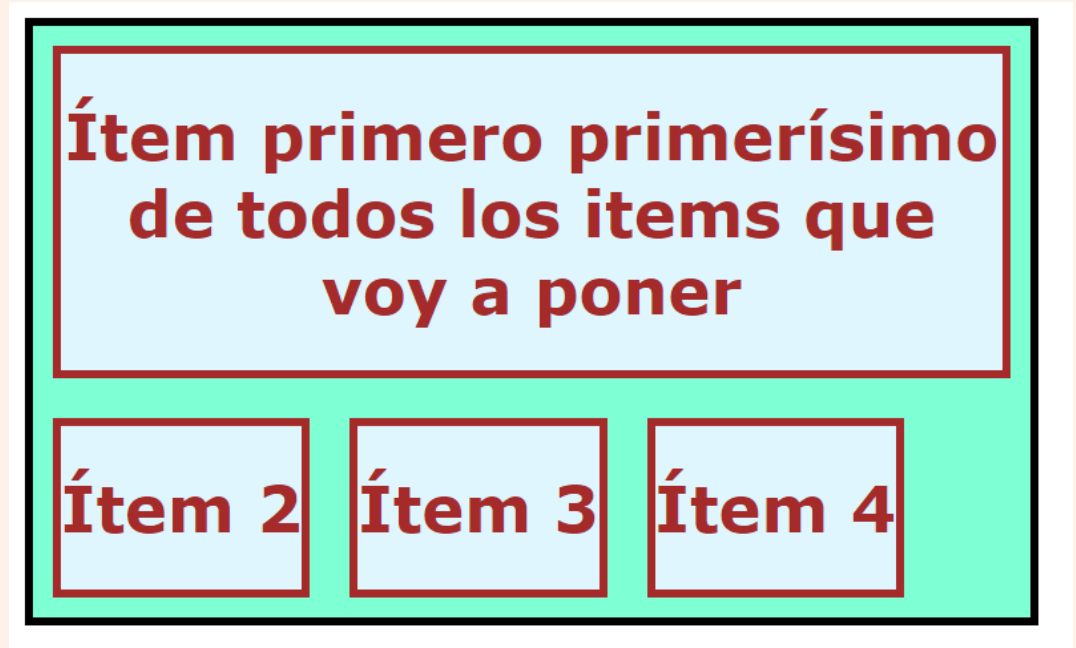 Ítem primero primerísimo
de todos los items que
voy a poner
Ítem 2
Ítem 3
Ítem 4